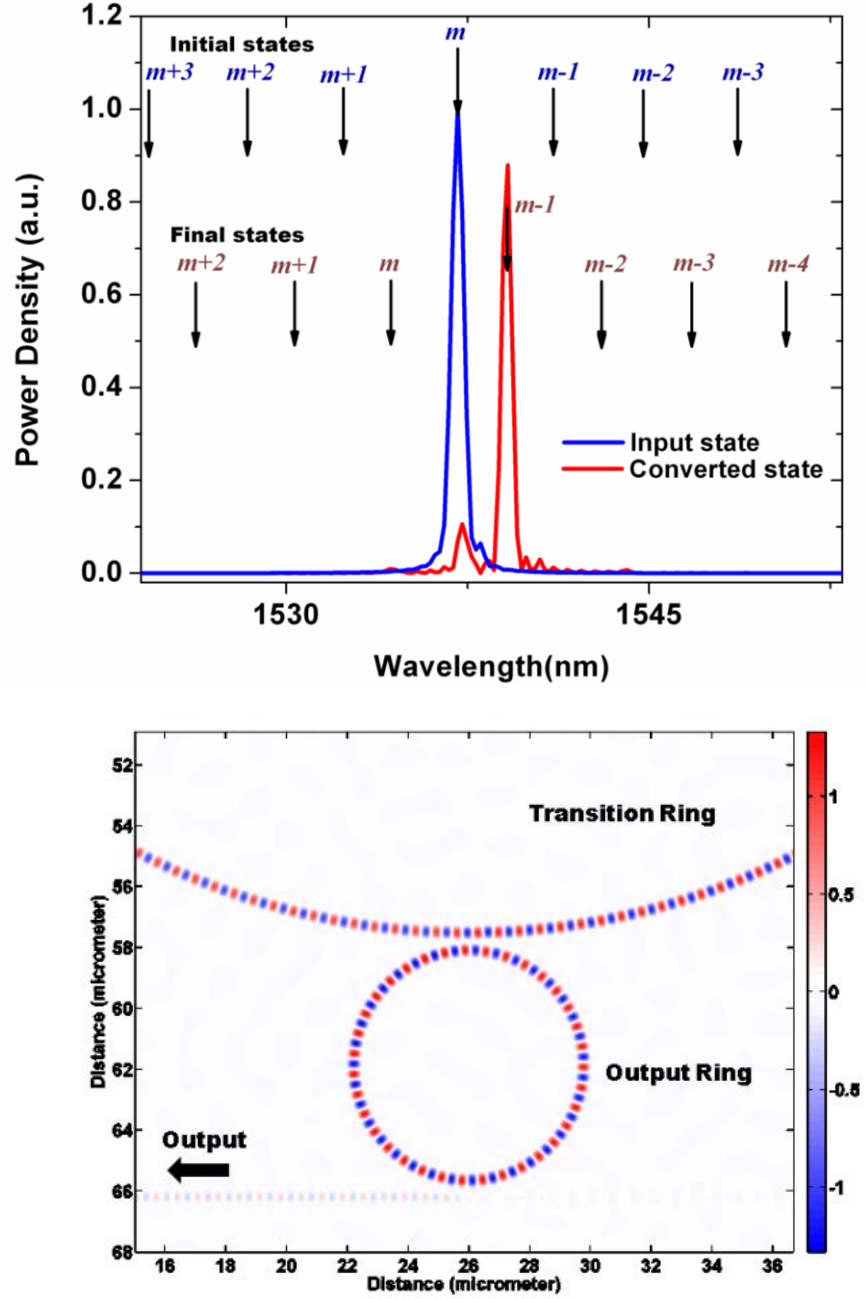 1.2
Initial states
m
m+3 m+2 m+1 m-1 m-2 m-3
1.0
0.8
m-1
Final states
m+2 m+1 m m-2 m-3 m-4
0.6
0.4
Input state
Converted state
0.2
0.0
1530 1545
Power Density (a.u.)
Wavelength(nm)
52
54
56
58
60
62
64
66
68
Distance (micrometer)
Transition Ring
Output Ring
Output
16 18 20 22 24 26 28 30 32 34 36
Distance (micrometer)
1
0.5
0
-0.5
-1